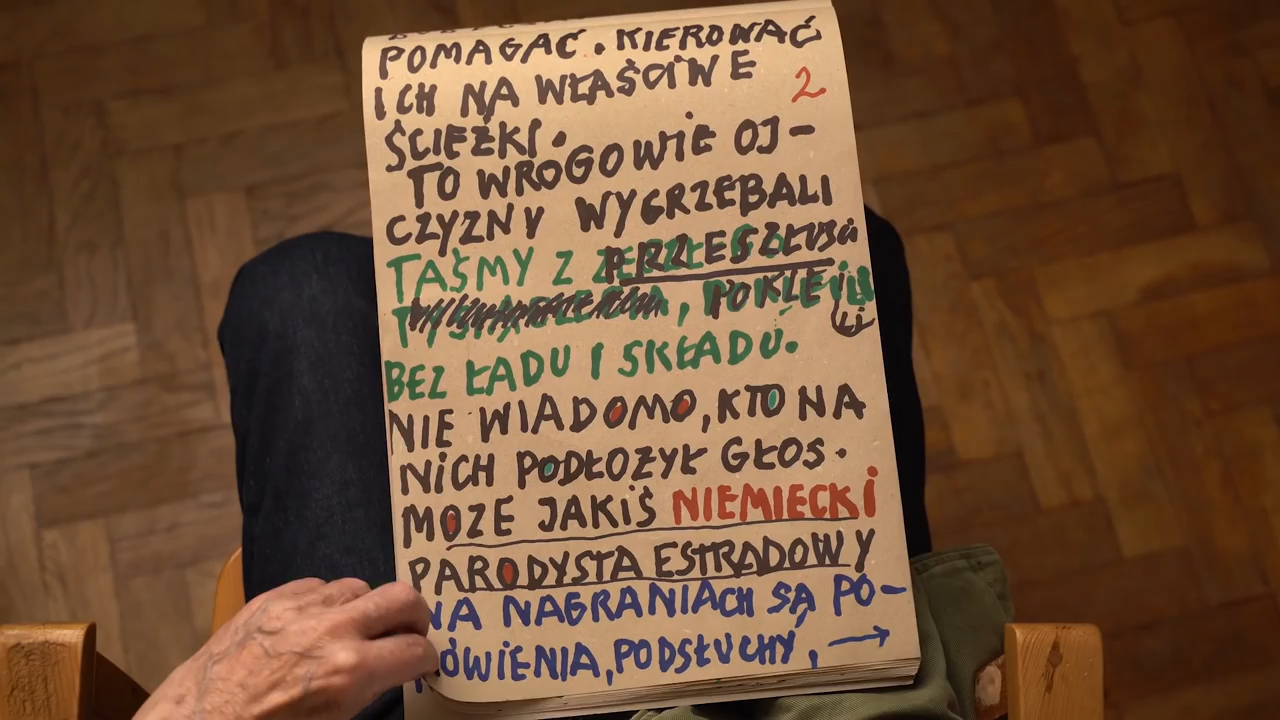 POMAGAĆ. KIEROWAĆ
ICH NA WŁAŚCIWE
2
ŚCIEŻKI.
TO WROGOWIE OJ-
CZYZNY WYGRZEBALI
TAŚMY Z PRZESZŁOŚCI
, POKLEILI
BEZ ŁADU I SKŁADU.
NIE WIADOMO, KTO NA
NICH PODŁOŻYŁ GŁOS.
MOŻE JAKIŚ NIEMIECKI
PARODYSTA ESTRADOWY
NA NAGRANIACH SĄ PO-
MÓWIENIA, PODSŁUCHY, →